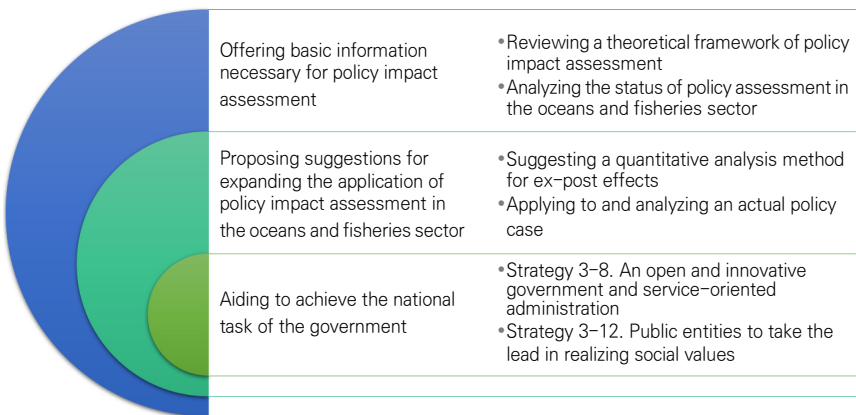 Offering basic information
necessary for policy impact
assessment
•Reviewing a theoretical framework of policy
impact assessment
•Analyzing the status of policy assessment in
the oceans and fisheries sector
Proposing suggestions for
expanding the application of
policy impact assessment in
the oceans and fisheries sector
•Suggesting a quantitative analysis method
for ex-post effects
•Applying to and analyzing an actual policy
case
Aiding to achieve the national
task of the government
•Strategy 3-8. An open and innovative
government and service-oriented
administration
•Strategy 3-12. Public entities to take the
lead in realizing social values